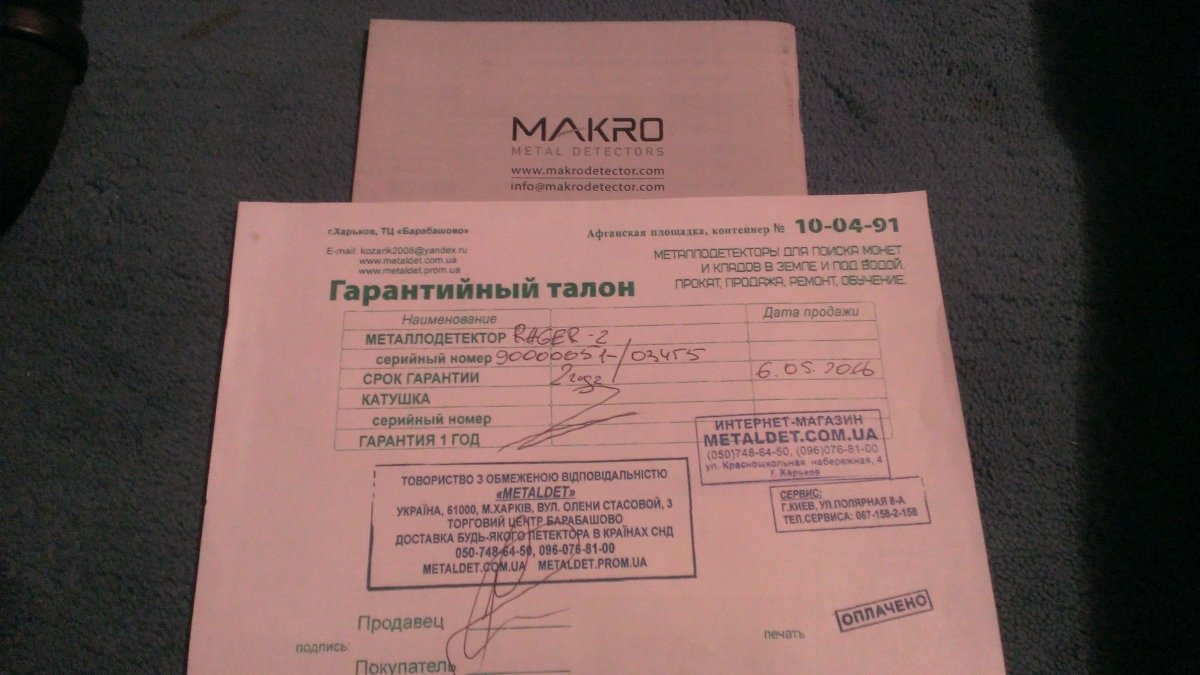 MAKRO
METAL DETECTORS
www.makrodetector.com
info@makrodetector.com
г.Харьков, ТЦ «Барабашово»
Афганская площадка, контейнер № 10-04-91
E-mail: kozarik2008@yandex.ru
www.metaldet.com.ua
www.metaldet.prom.ua
МЕТАЛЛОДЕТЕКТОРЫ ДЛЯ ПОИСКА МОНЕТ
И КЛАДОВ В ЗЕМЛЕ И ПОД ВОДОЙ.
ПРОКАТ, ПРОДАЖА, РЕМОНТ, ОБУЧЕНИЕ.
Гарантийный талон
Наименование Дата продажи
МЕТАЛЛОДЕТЕКТОР RAGER-2
серийный номер 90000051-/03455
СРОК ГАРАНТИИ 2 года 6.05.2016
КАТУШКА
серийный номер
ГАРАНТИЯ 1 ГОД
ИНТЕРНЕТ-МАГАЗИН
METALDET.COM.UA
(050)748-64-50, (096)076-81-00
ул. Красношкольная набережная, 4
г. Харьков
СЕРВИС:
Г.КИЕВ, УЛ.ПОЛЯРНАЯ 8-А
ТЕЛ.СЕРВИСА: 067-158-2-158
ТОВОРИСТВО З ОБМЕЖЕНОЮ ВІДПОВІДАЛЬНІСТЮ
«METALDET»
УКРАЇНА, 61000, М.ХАРКІВ, ВУЛ. ОЛЕНИ СТАСОВОЙ, 3
ТОРГОВИЙ ЦЕНТР БАРАБАШОВО
ДОСТАВКА БУДЬ-ЯКОГО ДЕТЕКТОРА В КРАЇНАХ СНД
050-748-64-50, 096-076-81-00
METALDET.COM.UA METALDET.PROM.UA
ОПЛАЧЕНО
Продавец
подпись: печать
Покупатель